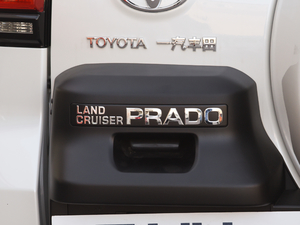 TOYOTA 一汽丰田
LAND
CRUISER PRADO